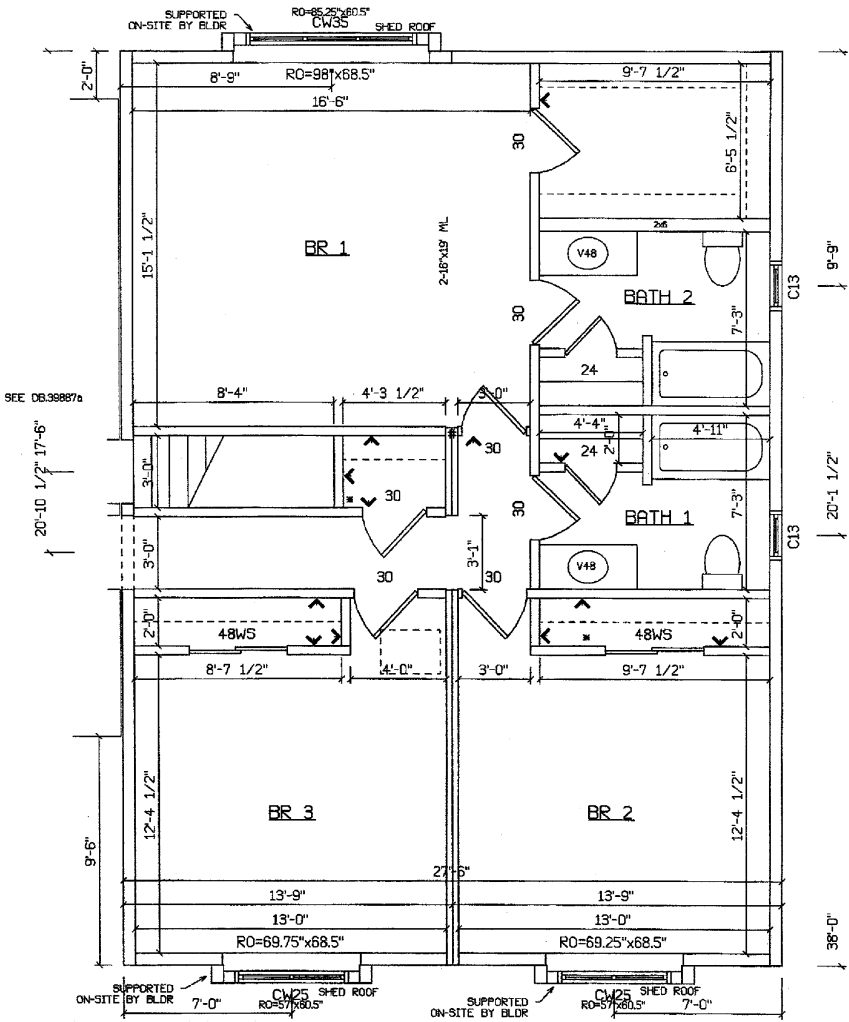 SUPPORTED
ON-SITE BY BLDR
RO=85.25"x60.5"
CW35
SHED ROOF
2'-0"
8'-9"
RO=98"x68.5"
9'-7 1/2"
16'-6"
30
6'-5 1/2"
15'-1 1/2"
BR 1
2-16"x19' ML
2x6
V48
BATH 2
9'-9"
C13
30
7'-3"
24
SEE DB.39887a
8'-4"
4'-3 1/2"
3'-0"
4'-4"
4'-11"
2'-0"
17'-6"
20'-10 1/2"
3'-0"
30
30
24
*
30
BATH 1
7'-3"
20'-1 1/2"
C13
3'-0"
3'-1"
30
30
V48
2'-0"
48WS
*
48WS
2'-0"
8'-7 1/2"
4'-0"
3'-0"
9'-7 1/2"
12'-4 1/2"
BR 3
BR 2
12'-4 1/2"
9'-6"
27'-6"
13'-9"
13'-9"
13'-0"
13'-0"
RO=69.75"x68.5"
RO=69.25"x68.5"
38'-0"
SUPPORTED
ON-SITE BY BLDR
7'-0"
CW25
RO=57"x60.5"
SHED ROOF
SUPPORTED
ON-SITE BY BLDR
CW25
RO=57"x60.5"
SHED ROOF
7'-0"